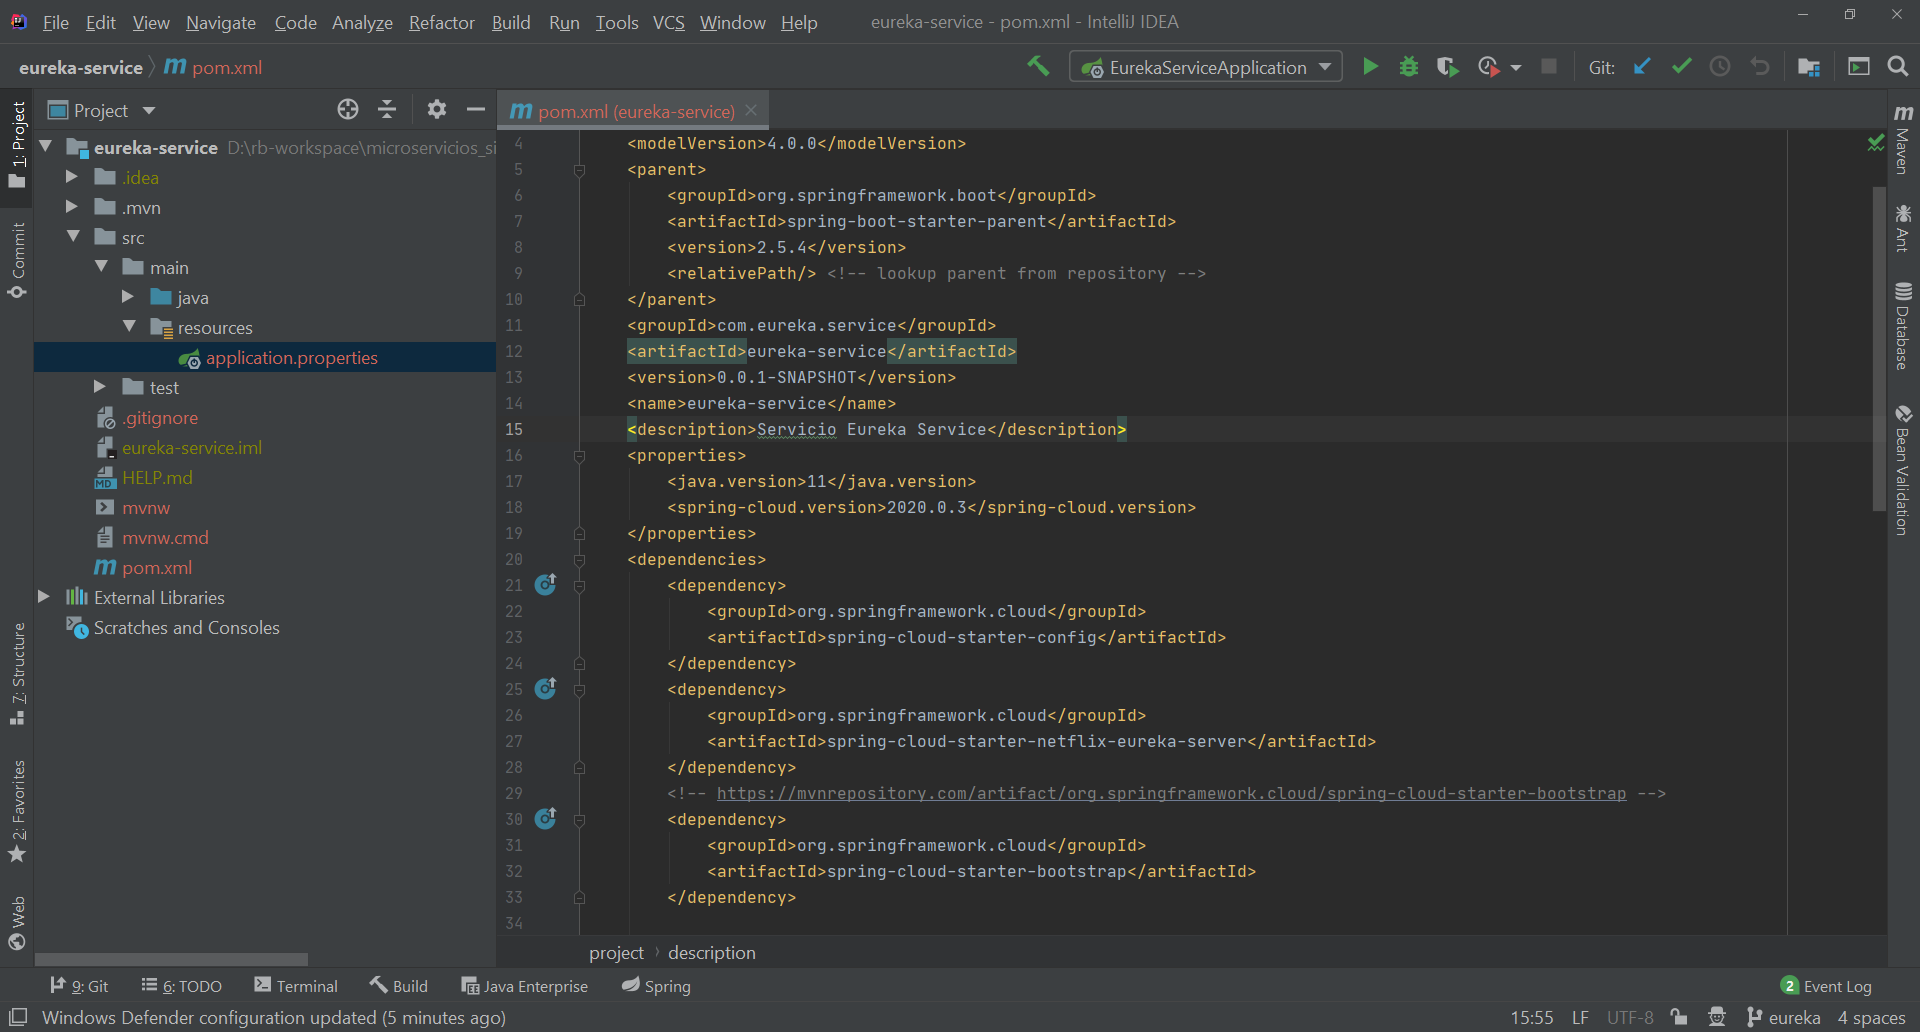 File Edit View Navigate Code Analyze Refactor Build Run Tools VCS Window Help eureka-service - pom.xml - IntelliJ IDEA
eureka-service m pom.xml EurekaServiceApplication Git:
Project
m pom.xml (eureka-service)
eureka-service D:\rb-workspace\microservicios_si
.idea
.mvn
src
main
java
resources
application.properties
test
.gitignore
eureka-service.iml
MD HELP.md
mvnw
mvnw.cmd
m pom.xml
External Libraries
Scratches and Consoles
1: Project
Commit
7: Structure
2: Favorites
Web
4 <modelVersion>4.0.0</modelVersion>
5 <parent>
6 <groupId>org.springframework.boot</groupId>
7 <artifactId>spring-boot-starter-parent</artifactId>
8 <version>2.5.4</version>
9 <relativePath/> <!-- lookup parent from repository -->
10 </parent>
11 <groupId>com.eureka.service</groupId>
12 <artifactId>eureka-service</artifactId>
13 <version>0.0.1-SNAPSHOT</version>
14 <name>eureka-service</name>
15 <description>Servicio Eureka Service</description>
16 <properties>
17 <java.version>11</java.version>
18 <spring-cloud.version>2020.0.3</spring-cloud.version>
19 </properties>
20 <dependencies>
21 <dependency>
22 <groupId>org.springframework.cloud</groupId>
23 <artifactId>spring-cloud-starter-config</artifactId>
24 </dependency>
25 <dependency>
26 <groupId>org.springframework.cloud</groupId>
27 <artifactId>spring-cloud-starter-netflix-eureka-server</artifactId>
28 </dependency>
29 <!-- https://mvnrepository.com/artifact/org.springframework.cloud/spring-cloud-starter-bootstrap -->
30 <dependency>
31 <groupId>org.springframework.cloud</groupId>
32 <artifactId>spring-cloud-starter-bootstrap</artifactId>
33 </dependency>
34
m Maven
Ant
Database
Bean Validation
project › description
9: Git 6: TODO Terminal Build Java Enterprise Spring 2 Event Log
Windows Defender configuration updated (5 minutes ago) 15:55 LF UTF-8 eureka 4 spaces